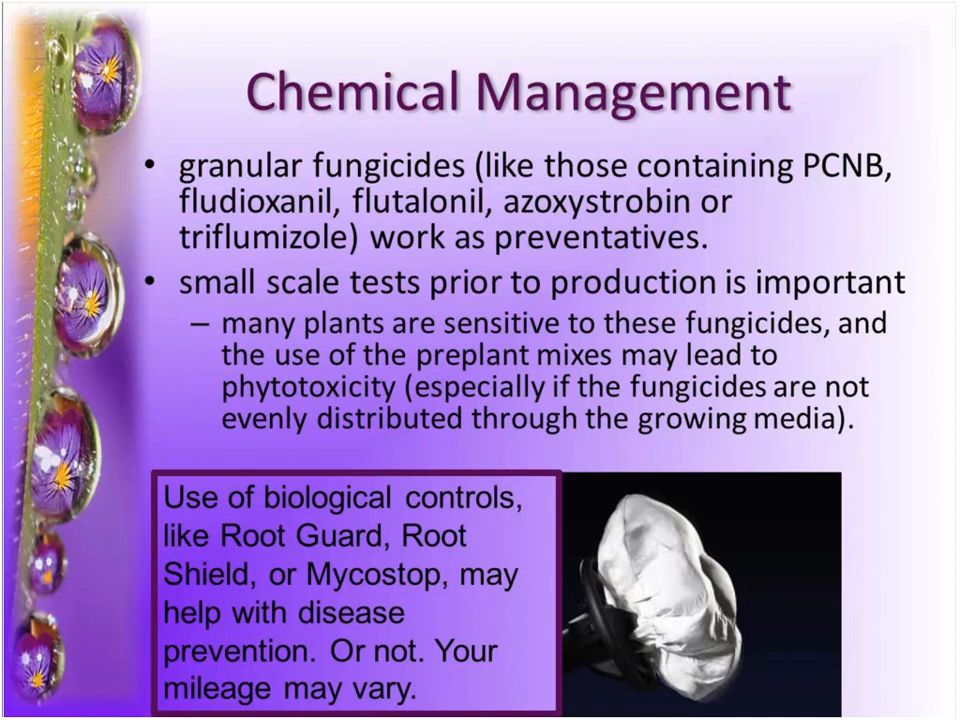 Chemical Management
• granular fungicides (like those containing PCNB,
fludioxanil, flutalonil, azoxystrobin or
triflumizole) work as preventatives.
• small scale tests prior to production is important
– many plants are sensitive to these fungicides, and
the use of the preplant mixes may lead to
phytotoxicity (especially if the fungicides are not
evenly distributed through the growing media).
Use of biological controls,
like Root Guard, Root
Shield, or Mycostop, may
help with disease
prevention. Or not. Your
mileage may vary.